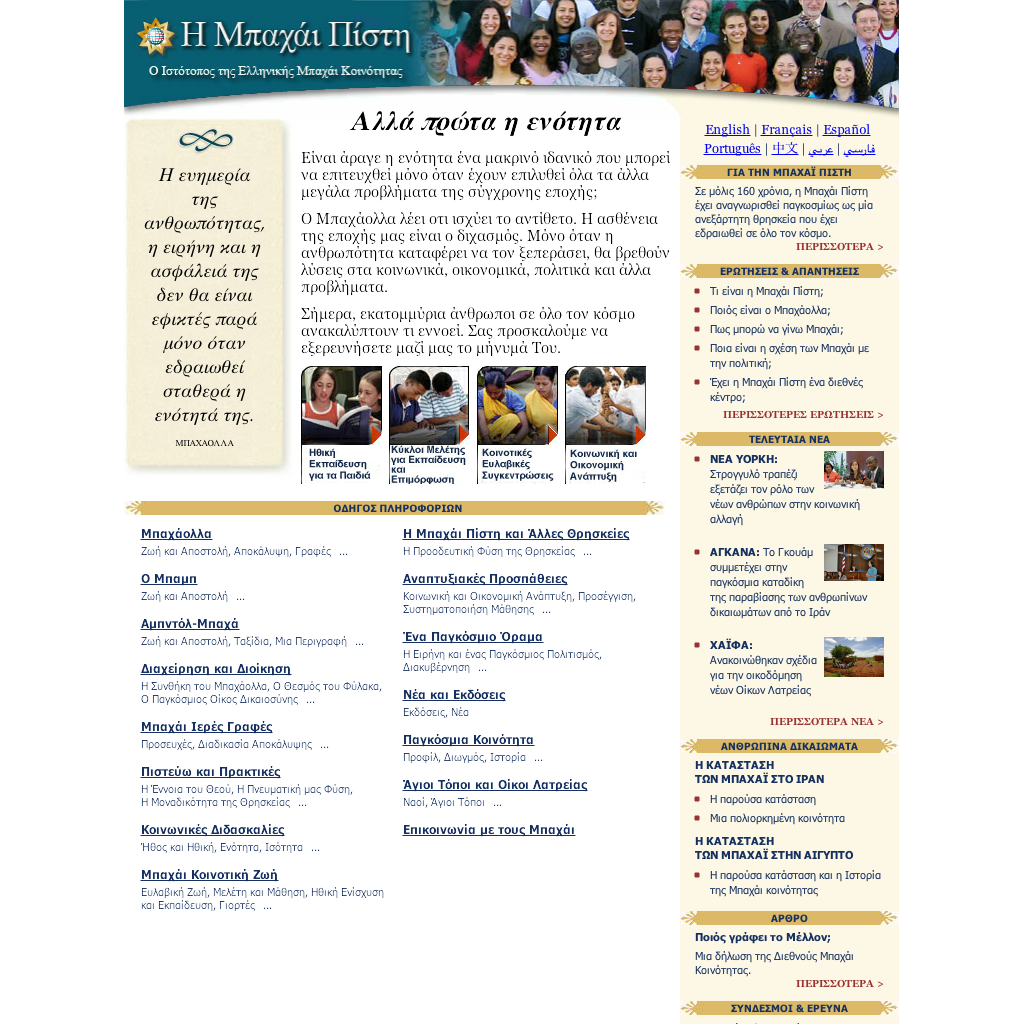 Η Μπαχάι Πίστη
Ο Ιστότοπος της Ελληνικής Μπαχάι Κοινότητας
Η ευημερία
της
ανθρωπότητας,
η ειρήνη και η
ασφάλειά της
δεν θα είναι
εφικτές παρά
μόνο όταν
εδραιωθεί
σταθερά η
ενότητά της.
ΜΠΑΧΑΟΛΛΑ
Αλλά πρώτα η ενότητα
Είναι άραγε η ενότητα ένα μακρινό ιδανικό που μπορεί
να επιτευχθεί μόνο όταν έχουν επιλυθεί όλα τα άλλα
μεγάλα προβλήματα της σύγχρονης εποχής;
Ο Μπαχάολλα λέει οτι ισχύει το αντίθετο. Η ασθένεια
της εποχής μας είναι ο διχασμός. Μόνο όταν η
ανθρωπότητα καταφέρει να τον ξεπεράσει, θα βρεθούν
λύσεις στα κοινωνικά, οικονομικά, πολιτικά και άλλα
προβλήματα.
Σήμερα, εκατομμύρια άνθρωποι σε όλο τον κόσμο
ανακαλύπτουν τι εννοεί. Σας προσκαλούμε να
εξερευνήσετε μαζί μας το μήνυμά Του.
Ηθική
Εκπαίδευση
για τα Παιδιά
Κύκλοι Μελέτης
για Εκπαίδευση
και
Επιμόρφωση
Κοινοτικές
Ευλαβικές
Συγκεντρώσεις
Κοινωνική και
Οικονομική
Ανάπτυξη
ΟΔΗΓΟΣ ΠΛΗΡΟΦΟΡΙΩΝ
Μπαχάολλα
Ζωή και Αποστολή, Αποκάλυψη, Γραφές ...
Ο Μπαμπ
Ζωή και Αποστολή ...
Αμπντόλ-Μπαχά
Ζωή και Αποστολή, Ταξίδια, Μια Περιγραφή ...
Διαχείρηση και Διοίκηση
Η Συνθήκη του Μπαχάολλα, Ο Θεσμός του Φύλακα,
Ο Παγκόσμιος Οίκος Δικαιοσύνης ...
Μπαχάι Ιερές Γραφές
Προσευχές, Διαδικασία Αποκάλυψης ...
Πιστεύω και Πρακτικές
Η Έννοια του Θεού, Η Πνευματική μας Φύση,
Η Μοναδικότητα της Θρησκείας ...
Κοινωνικές Διδασκαλίες
Ήθος και Ηθική, Ενότητα, Ισότητα ...
Μπαχάι Κοινοτική Ζωή
Ευλαβική Ζωή, Μελέτη και Μάθηση, Ηθική Ενίσχυση
και Εκπαίδευση, Γιορτές ...
Η Μπαχάι Πίστη και Άλλες Θρησκείες
Η Προοδευτική Φύση της Θρησκείας ...
Αναπτυξιακές Προσπάθειες
Κοινωνική και Οικονομική Ανάπτυξη, Προσέγγιση,
Συστηματοποιήση Μάθησης ...
Ένα Παγκόσμιο Όραμα
Η Ειρήνη και ένας Παγκόσμιος Πολιτισμός,
Διακυβέρνηση ...
Νέα και Εκδόσεις
Εκδόσεις, Νέα
Παγκόσμια Κοινότητα
Προφίλ, Διωγμός, Ιστορία ...
Άγιοι Τόποι και Οίκοι Λατρείας
Ναοί, Άγιοι Τόποι ...
Επικοινωνία με τους Μπαχάι
English | Français | Español
Português | 中文 | عربي | فارسي
ΓΙΑ ΤΗΝ ΜΠΑΧΑΪ ΠΙΣΤΗ
Σε μόλις 160 χρόνια, η Μπαχάι Πίστη
έχει αναγνωρισθεί παγκοσμίως ως μία
ανεξάρτητη θρησκεία που έχει
εδραιωθεί σε όλο τον κόσμο.
ΠΕΡΙΣΣΟΤΕΡΑ >
ΕΡΩΤΗΣΕΙΣ & ΑΠΑΝΤΗΣΕΙΣ
Τι είναι η Μπαχάι Πίστη;
Ποιός είναι ο Μπαχάολλα;
Πως μπορώ να γίνω Μπαχάι;
Ποια είναι η σχέση των Μπαχάι με
την πολιτική;
Έχει η Μπαχάι Πίστη ένα διεθνές
κέντρο;
ΠΕΡΙΣΣΟΤΕΡΕΣ ΕΡΩΤΗΣΕΙΣ >
ΤΕΛΕΥΤΑΙΑ ΝΕΑ
ΝΕΑ ΥΟΡΚΗ:
Στρογγυλό τραπέζι
εξετάζει τον ρόλο των
νέων ανθρώπων στην κοινωνική
αλλαγή
ΑΓΚΑΝΑ: Το Γκουάμ
συμμετέχει στην
παγκόσμια καταδίκη
της παραβίασης των ανθρωπίνων
δικαιωμάτων από το Ιράν
ΧΑΪΦΑ:
Ανακοινώθηκαν σχέδια
για την οικοδόμηση
νέων Οίκων Λατρείας
ΠΕΡΙΣΣΟΤΕΡΑ ΝΕΑ >
ΑΝΘΡΩΠΙΝΑ ΔΙΚΑΙΩΜΑΤΑ
Η ΚΑΤΑΣΤΑΣΗ
ΤΩΝ ΜΠΑΧΑΪ ΣΤΟ ΙΡΑΝ
Η παρούσα κατάσταση
Μια πολιορκημένη κοινότητα
Η ΚΑΤΑΣΤΑΣΗ
ΤΩΝ ΜΠΑΧΑΪ ΣΤΗΝ ΑΙΓΥΠΤΟ
Η παρούσα κατάσταση και η Ιστορία
της Μπαχάι κοινότητας
ΑΡΘΡΟ
Ποιός γράφει το Μέλλον;
Μια δήλωση της Διεθνούς Μπαχάι
Κοινότητας.
ΠΕΡΙΣΣΟΤΕΡΑ >
ΣΥΝΔΕΣΜΟΙ & ΕΡΕΥΝΑ